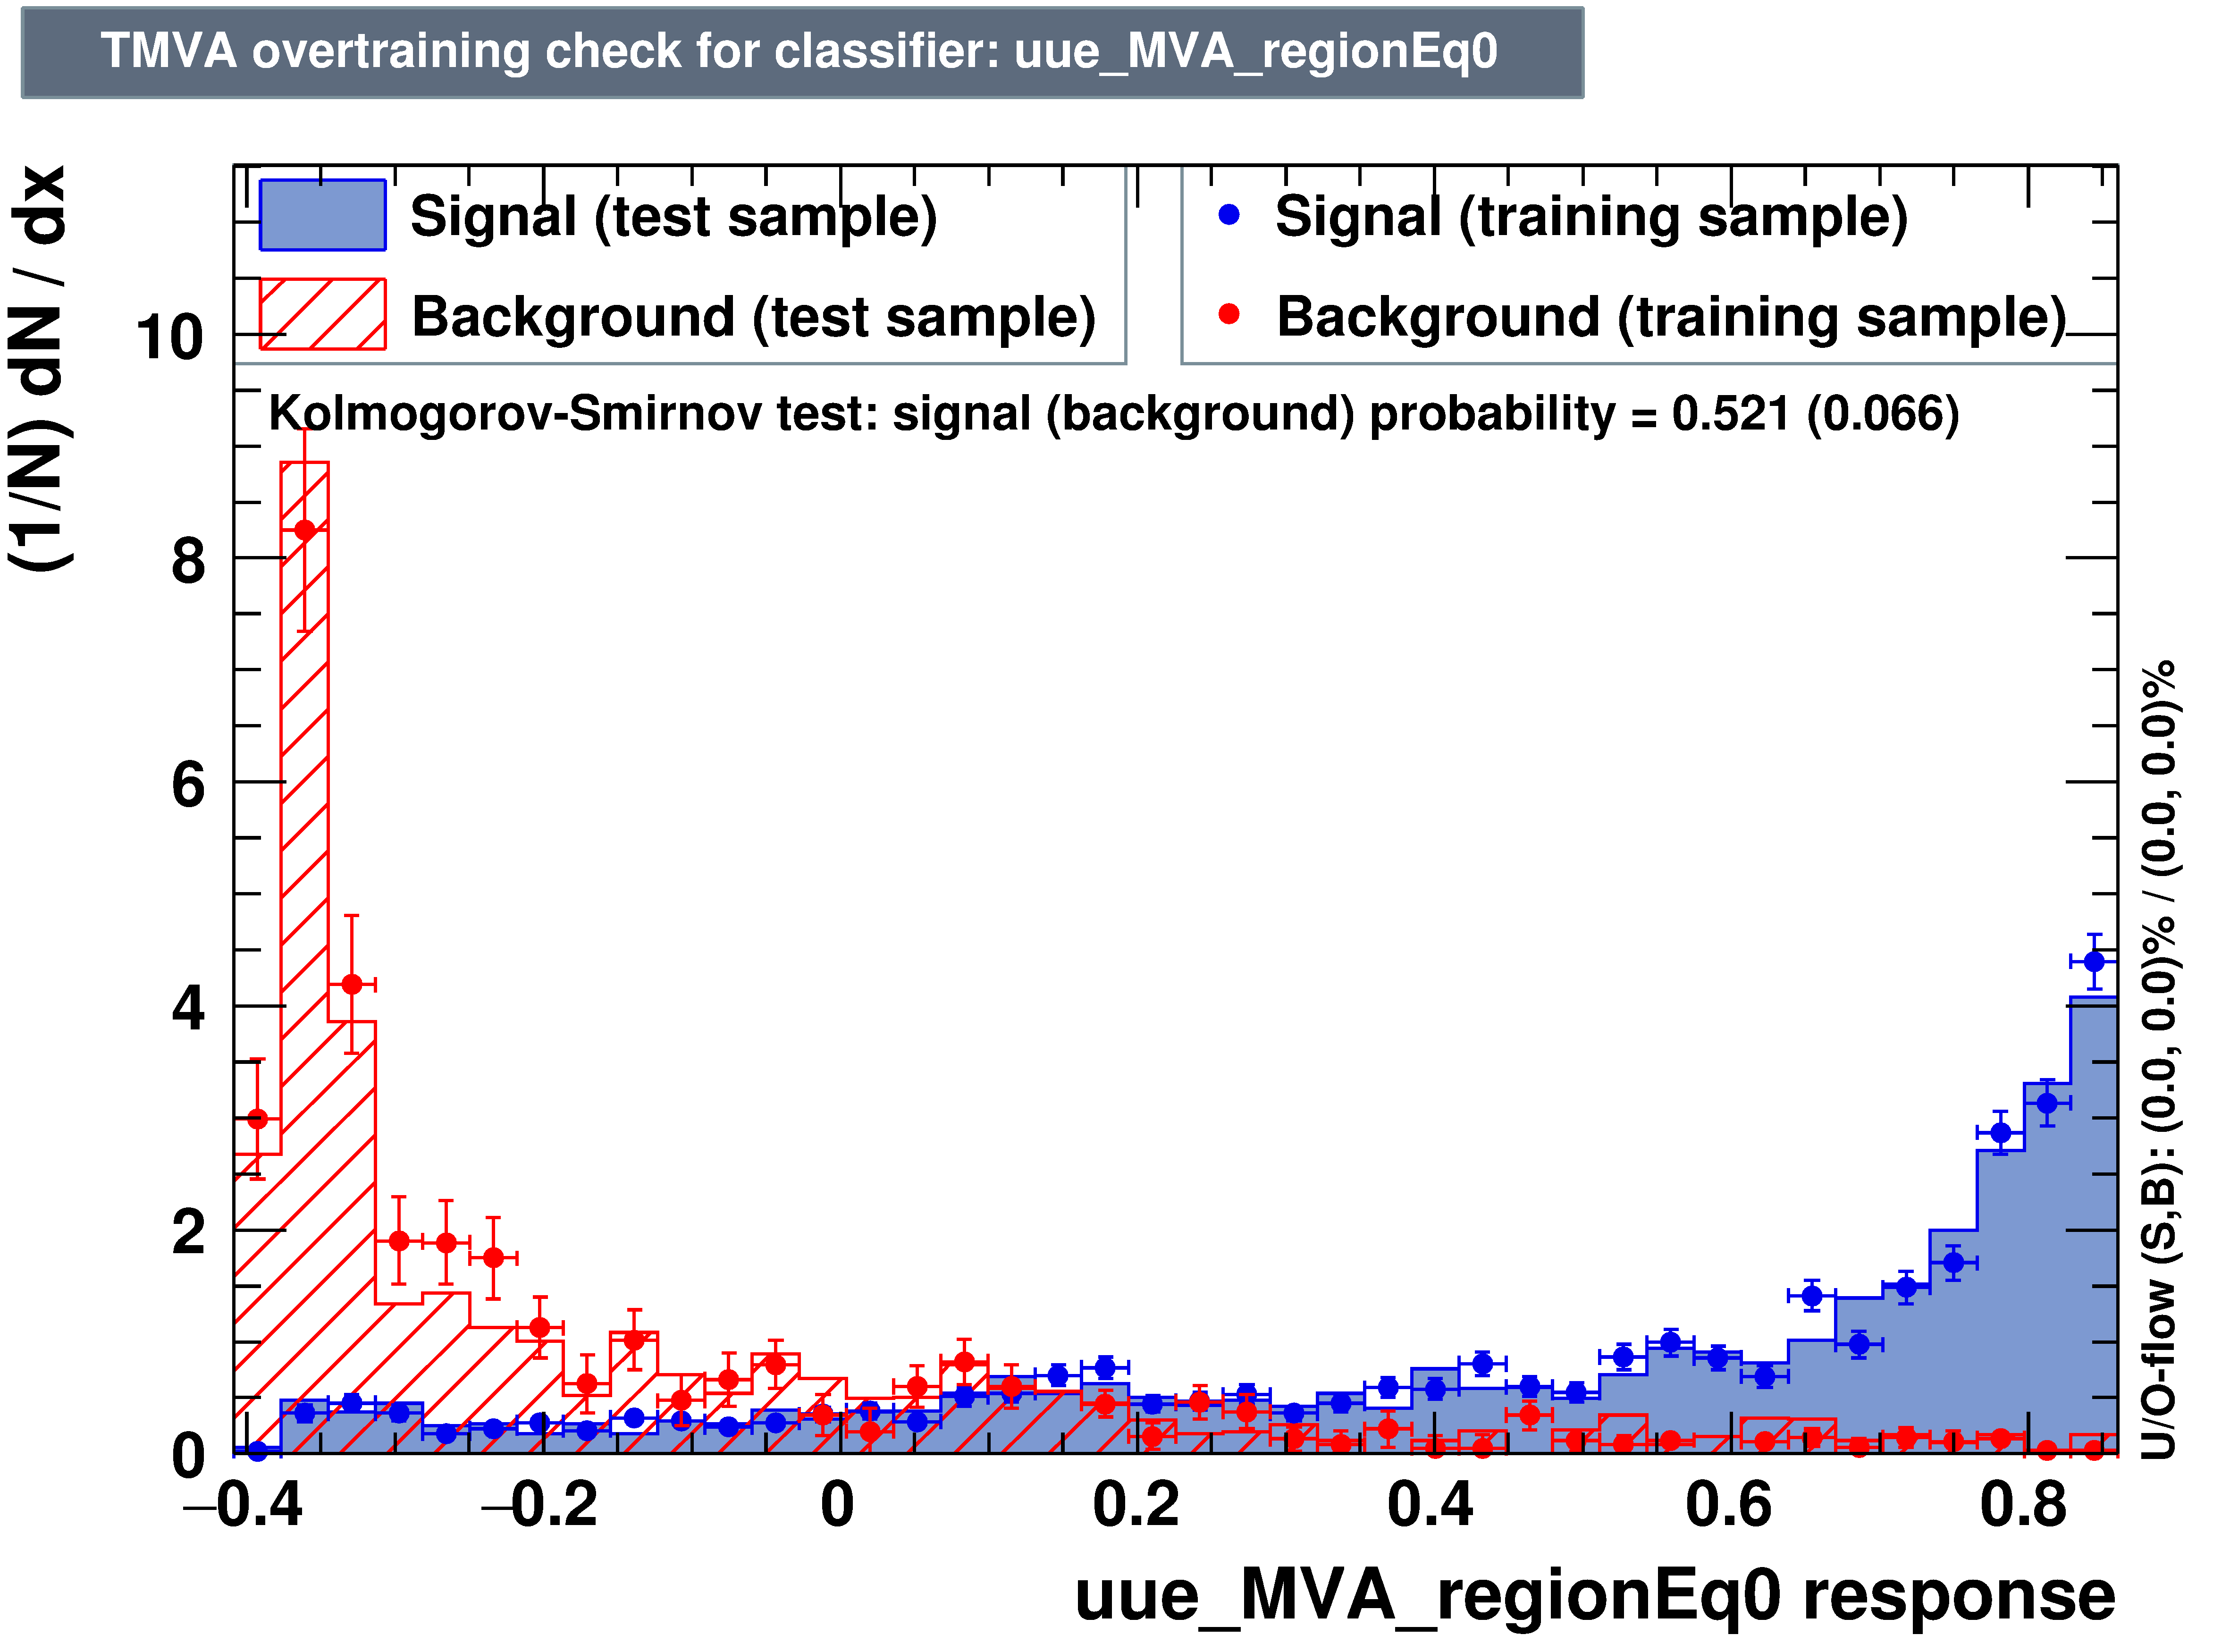 TMVA overtraining check for classifier: uue_MVA_regionEq0
(1/N) dN / dx
Signal (test sample)
Background (test sample)
Signal (training sample)
Background (training sample)
Kolmogorov-Smirnov test: signal (background) probability = 0.521 (0.066)
10
8
6
4
2
0
−0.4 −0.2 0 0.2 0.4 0.6 0.8
uue_MVA_regionEq0 response
U/O-flow (S,B): (0.0, 0.0)% / (0.0, 0.0)%